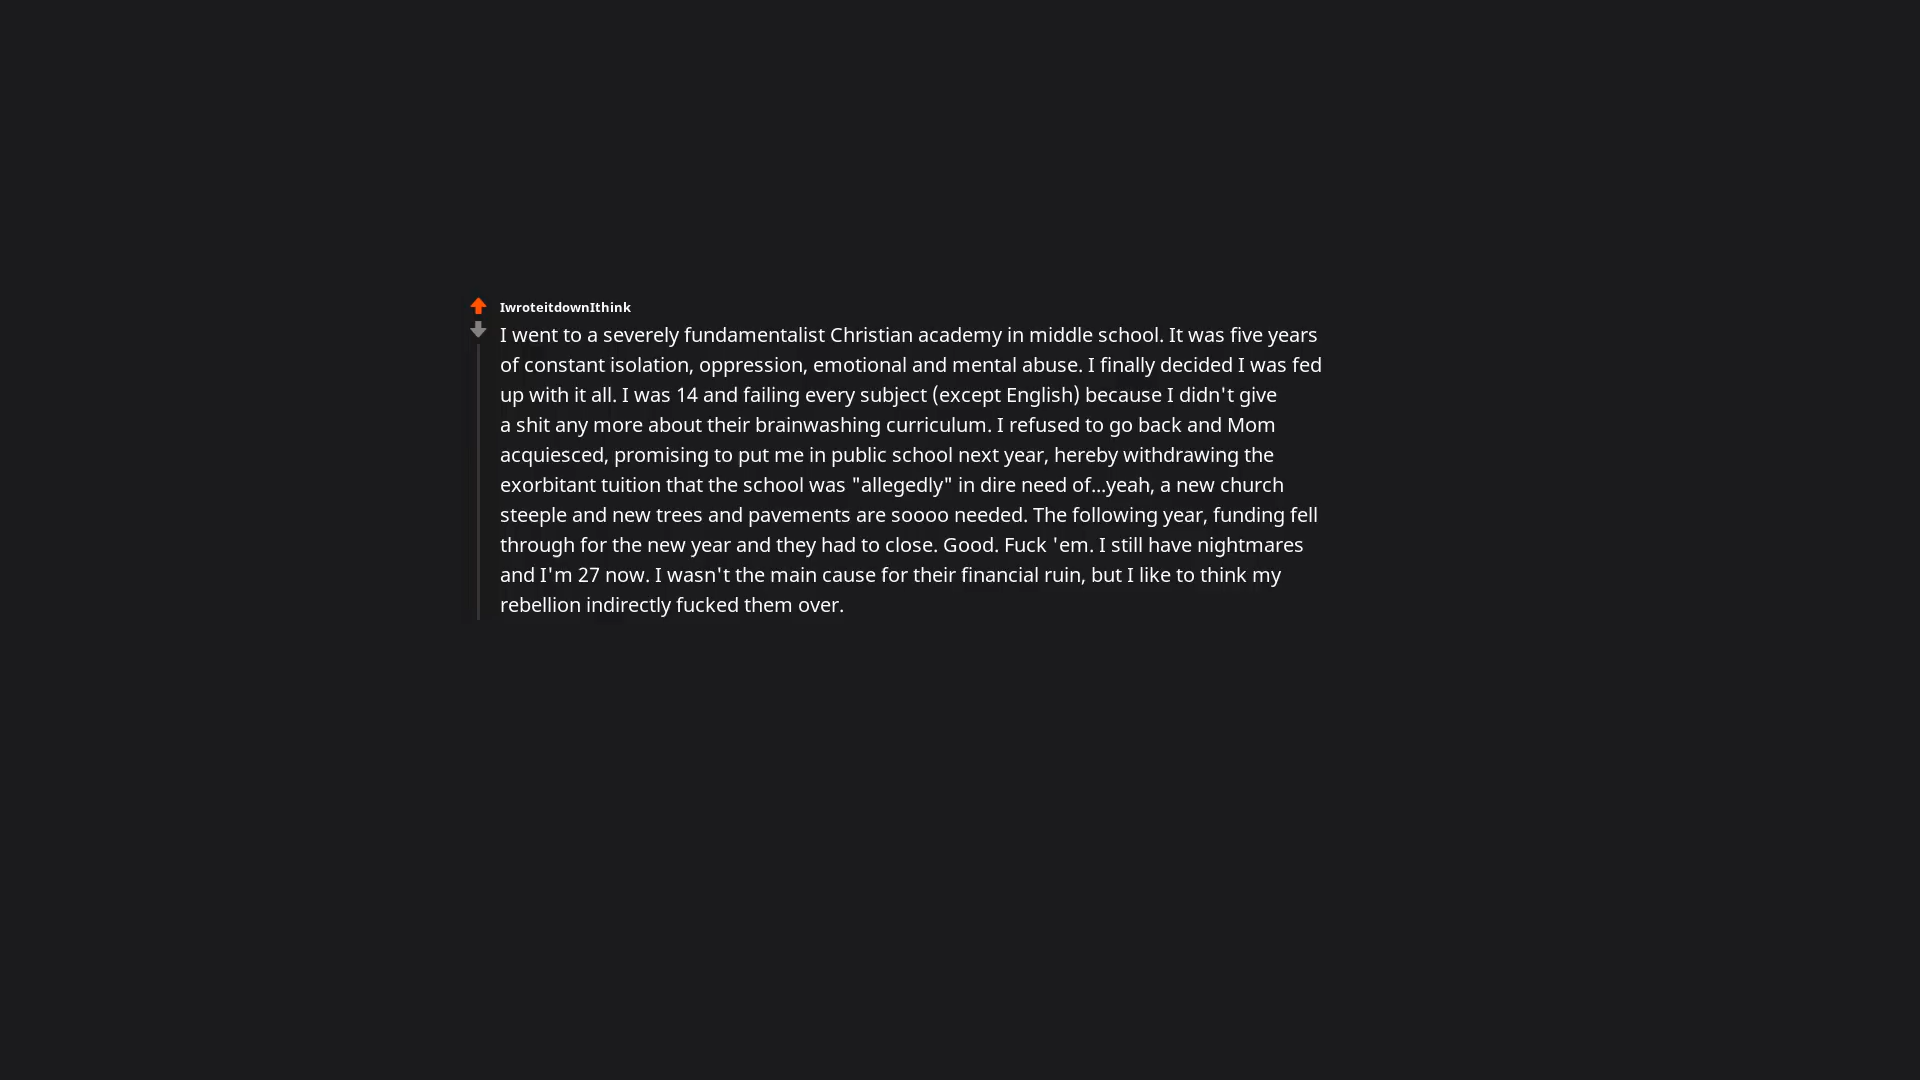 IwroteitdownIthink
I went to a severely fundamentalist Christian academy in middle school. It was five years
of constant isolation, oppression, emotional and mental abuse. I finally decided I was fed
up with it all. I was 14 and failing every subject (except English) because I didn't give
a shit any more about their brainwashing curriculum. I refused to go back and Mom
acquiesced, promising to put me in public school next year, hereby withdrawing the
exorbitant tuition that the school was "allegedly" in dire need of...yeah, a new church
steeple and new trees and pavements are soooo needed. The following year, funding fell
through for the new year and they had to close. Good. Fuck 'em. I still have nightmares
and I'm 27 now. I wasn't the main cause for their financial ruin, but I like to think my
rebellion indirectly fucked them over.